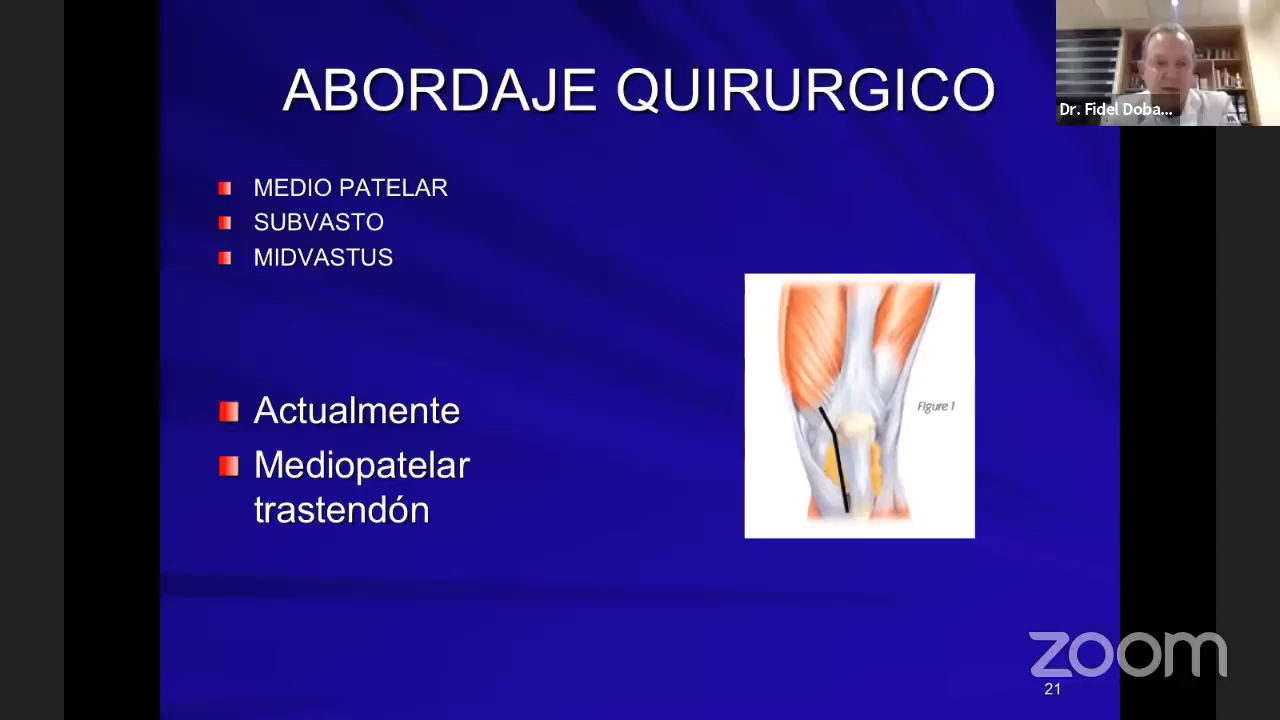 ABORDAJE QUIRURGICO
Dr. Fidel Doba...
MEDIO PATELAR
SUBVASTO
MIDVASTUS
Figure 1
Actualmente
Mediopatelar
trastendón
zoom
21